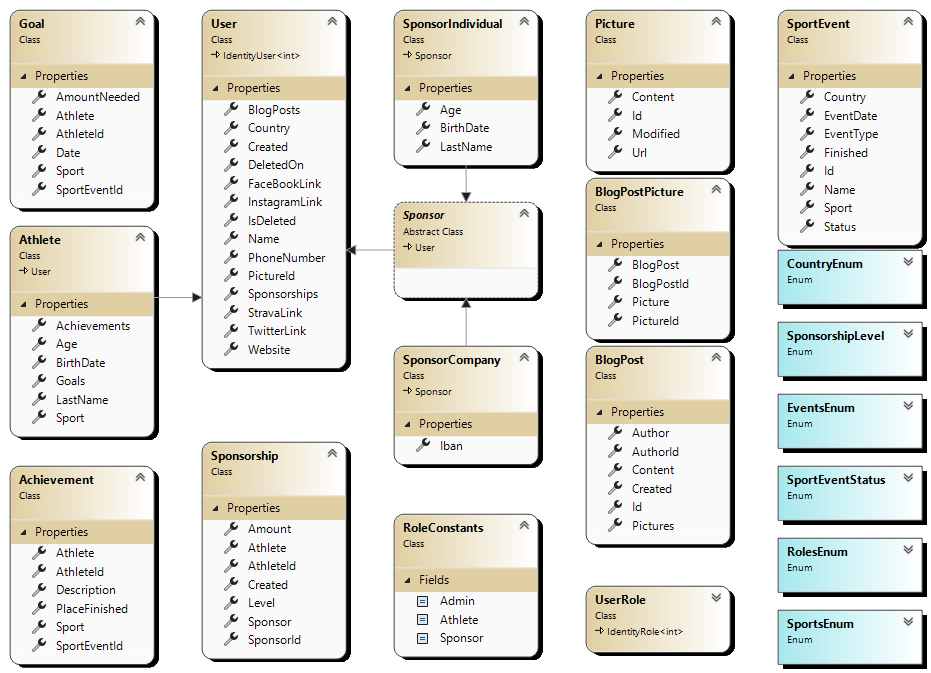 Goal
Class
Properties
AmountNeeded
Athlete
AthleteId
Date
Sport
SportEventId
Athlete
Class
User
Properties
Achievements
Age
BirthDate
Goals
LastName
Sport
Achievement
Class
Properties
Athlete
AthleteId
Description
PlaceFinished
Sport
SportEventId
User
Class
IdentityUser<int>
Properties
BlogPosts
Country
Created
DeletedOn
FaceBookLink
InstagramLink
IsDeleted
Name
PhoneNumber
PictureId
Sponsorships
StravaLink
TwitterLink
Website
Sponsorship
Class
Properties
Amount
Athlete
AthleteId
Created
Level
Sponsor
SponsorId
SponsorIndividual
Class
Sponsor
Properties
Age
BirthDate
LastName
Sponsor
Abstract Class
User
SponsorCompany
Class
Sponsor
Properties
Iban
RoleConstants
Class
Fields
Admin
Athlete
Sponsor
Picture
Class
Properties
Content
Id
Modified
Url
BlogPostPicture
Class
Properties
BlogPost
BlogPostId
Picture
PictureId
BlogPost
Class
Properties
Author
AuthorId
Content
Created
Id
Pictures
UserRole
Class
IdentityRole<int>
SportEvent
Class
Properties
Country
EventDate
EventType
Finished
Id
Name
Sport
Status
CountryEnum
Enum
SponsorshipLevel
Enum
EventsEnum
Enum
SportEventStatus
Enum
RolesEnum
Enum
SportsEnum
Enum